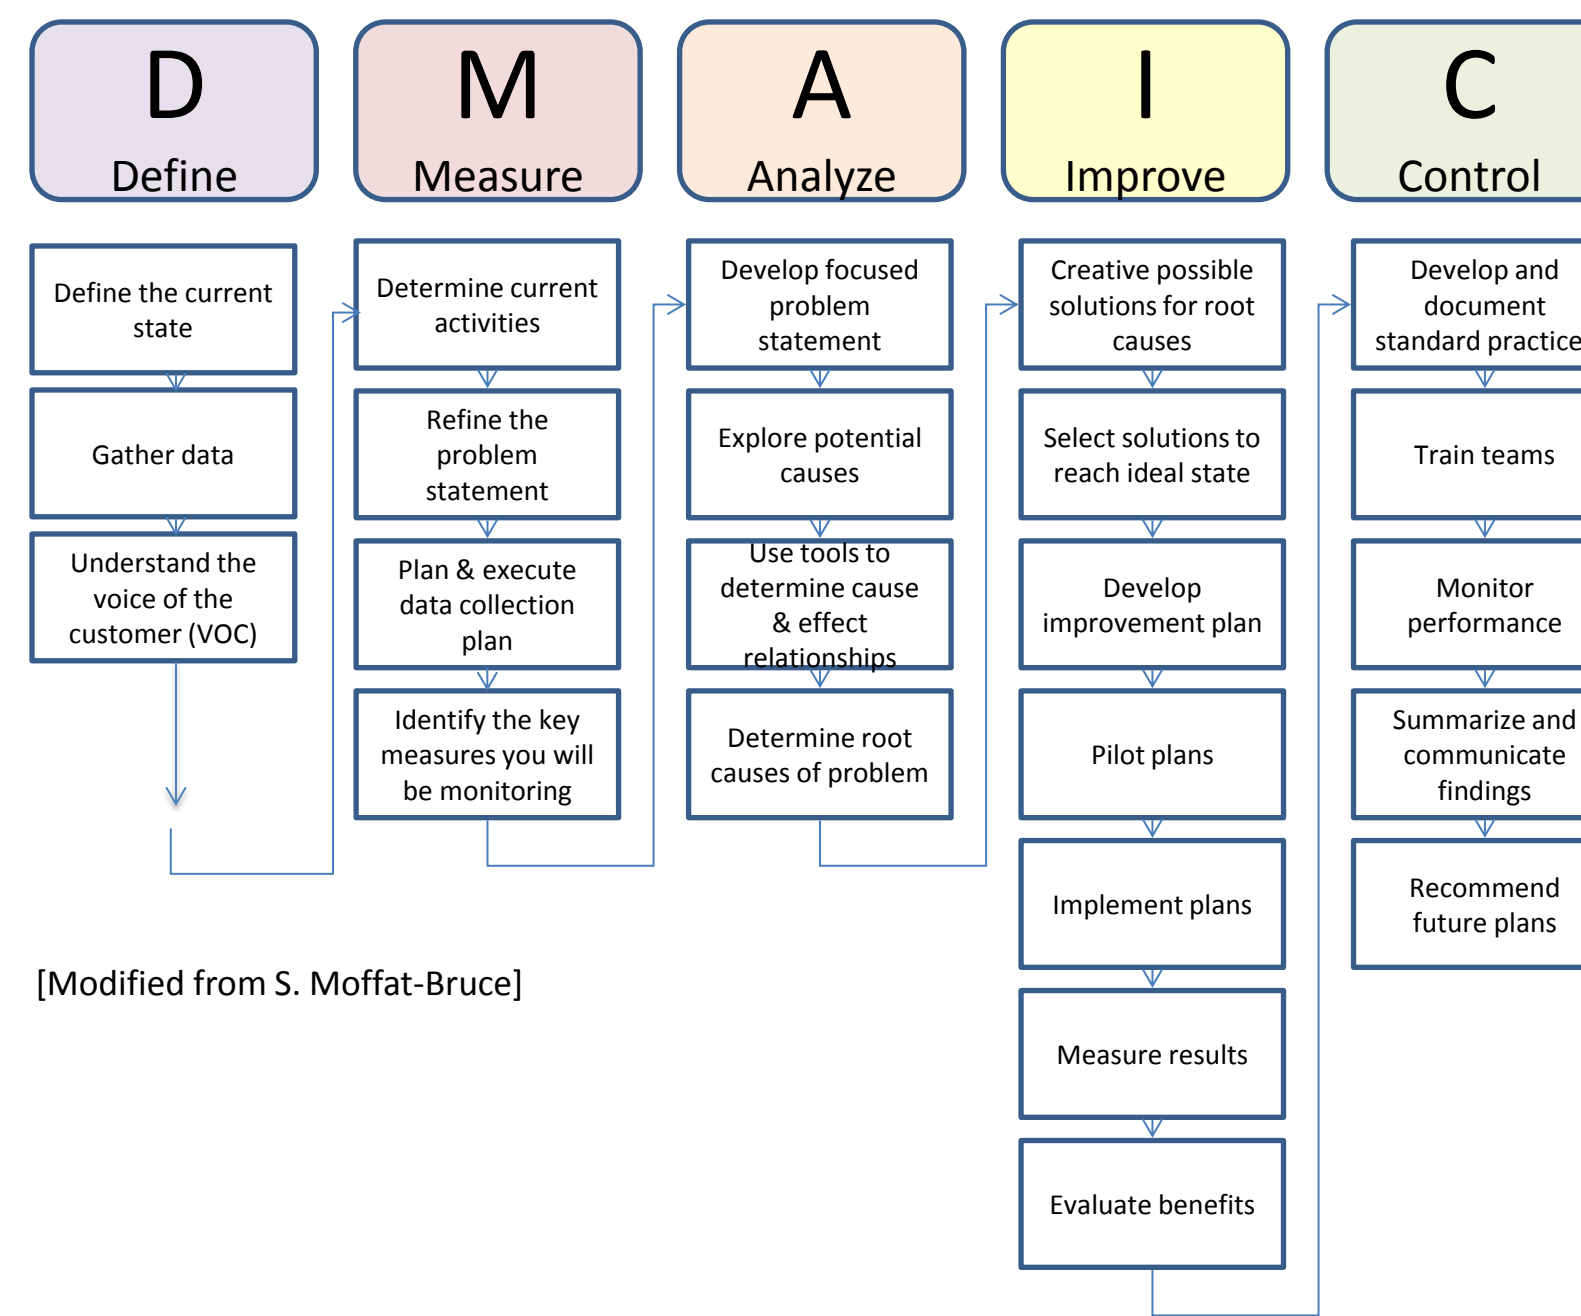 D
Define
M
Measure
A
Analyze
I
Improve
C
Control
Define the current
state
Gather data
Understand the
voice of the
customer (VOC)
Determine current
activities
Refine the
problem
statement
Plan & execute
data collection
plan
Identify the key
measures you will
be monitoring
Develop focused
problem
statement
Explore potential
causes
Use tools to
determine cause
& effect
relationships
Determine root
causes of problem
Creative possible
solutions for root
causes
Select solutions to
reach ideal state
Develop
improvement plan
Pilot plans
Implement plans
Measure results
Evaluate benefits
Develop and
document
standard practice
Train teams
Monitor
performance
Summarize and
communicate
findings
Recommend
future plans
[Modified from S. Moffat-Bruce]